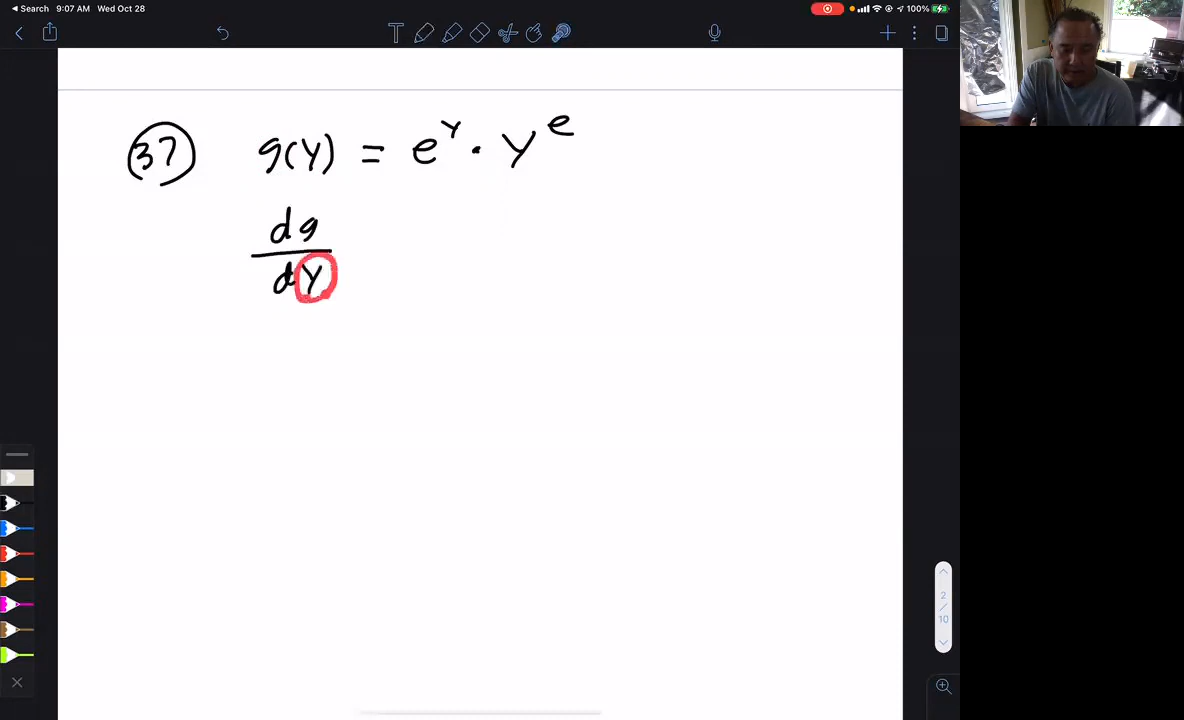 Search 9:07 AM Wed Oct 28 100%
37 g(y) = e^y · y^e
dg
dy
2
/
10